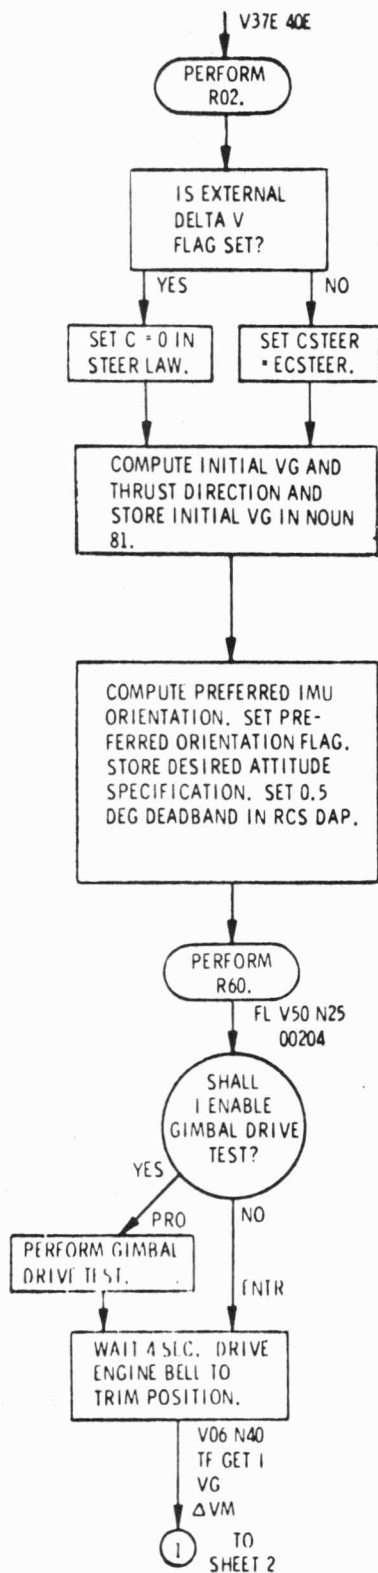 V37E 40E
PERFORM
R02.
IS EXTERNAL
DELTA V
FLAG SET?
YES
NO
SET C = 0 IN
STEER LAW.
SET CSTEER
= ECSTEER.
COMPUTE INITIAL VG AND
THRUST DIRECTION AND
STORE INITIAL VG IN NOUN
81.
COMPUTE PREFERRED IMU
ORIENTATION. SET PRE-
FERRED ORIENTATION FLAG.
STORE DESIRED ATTITUDE
SPECIFICATION. SET 0.5
DEG DEADBAND IN RCS DAP.
PERFORM
R60.
FL V50 N25
00204
SHALL
I ENABLE
GIMBAL DRIVE
TEST?
YES
NO
PRO
PERFORM GIMBAL
DRIVE TEST.
ENTR
WAIT 4 SEC. DRIVE
ENGINE BELL TO
TRIM POSITION.
V06 N40
TF GET I
VG
ΔVM
1
TO
SHEET 2